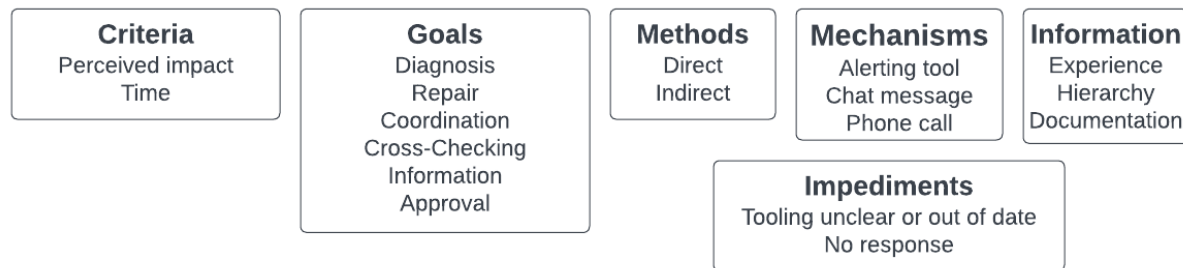 Criteria
Perceived impact
Time
Goals
Diagnosis
Repair
Coordination
Cross-Checking
Information
Approval
Methods
Direct
Indirect
Mechanisms
Alerting tool
Chat message
Phone call
Information
Experience
Hierarchy
Documentation
Impediments
Tooling unclear or out of date
No response